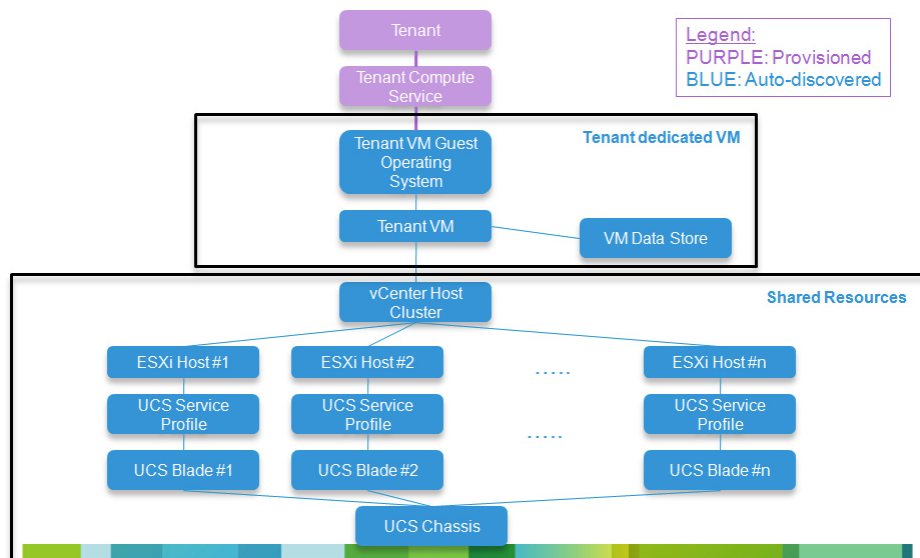 Tenant
Legend:
PURPLE: Provisioned
BLUE: Auto-discovered
Tenant Compute
Service
Tenant dedicated VM
Tenant VM Guest
Operating
System
Tenant VM
VM Data Store
vCenter Host
Cluster
Shared Resources
ESXi Host #1
ESXi Host #2
.....
ESXi Host #n
UCS Service
Profile
UCS Service
Profile
.....
UCS Service
Profile
UCS Blade #1
UCS Blade #2
UCS Blade #n
UCS Chassis